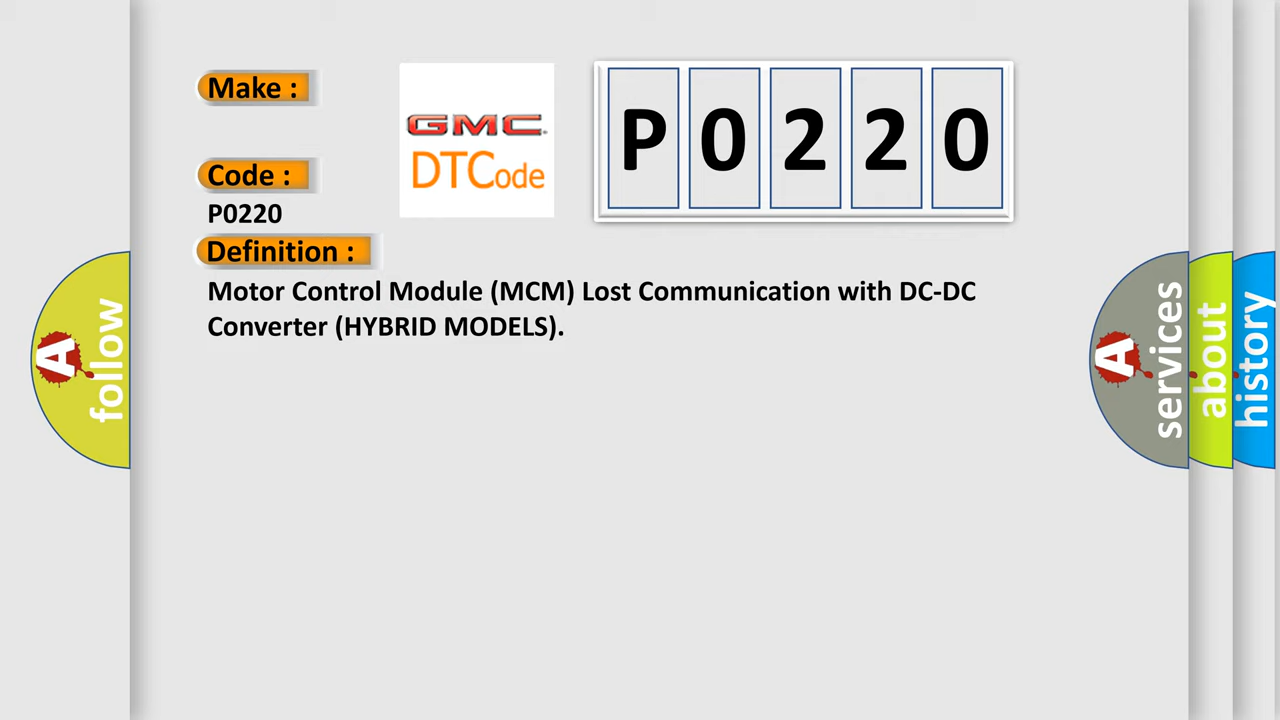 Make :
GMC
DTCode
P0220
Code :
P0220
Definition :
Motor Control Module (MCM) Lost Communication with DC-DC
Converter (HYBRID MODELS).
A follow
A services
about
history